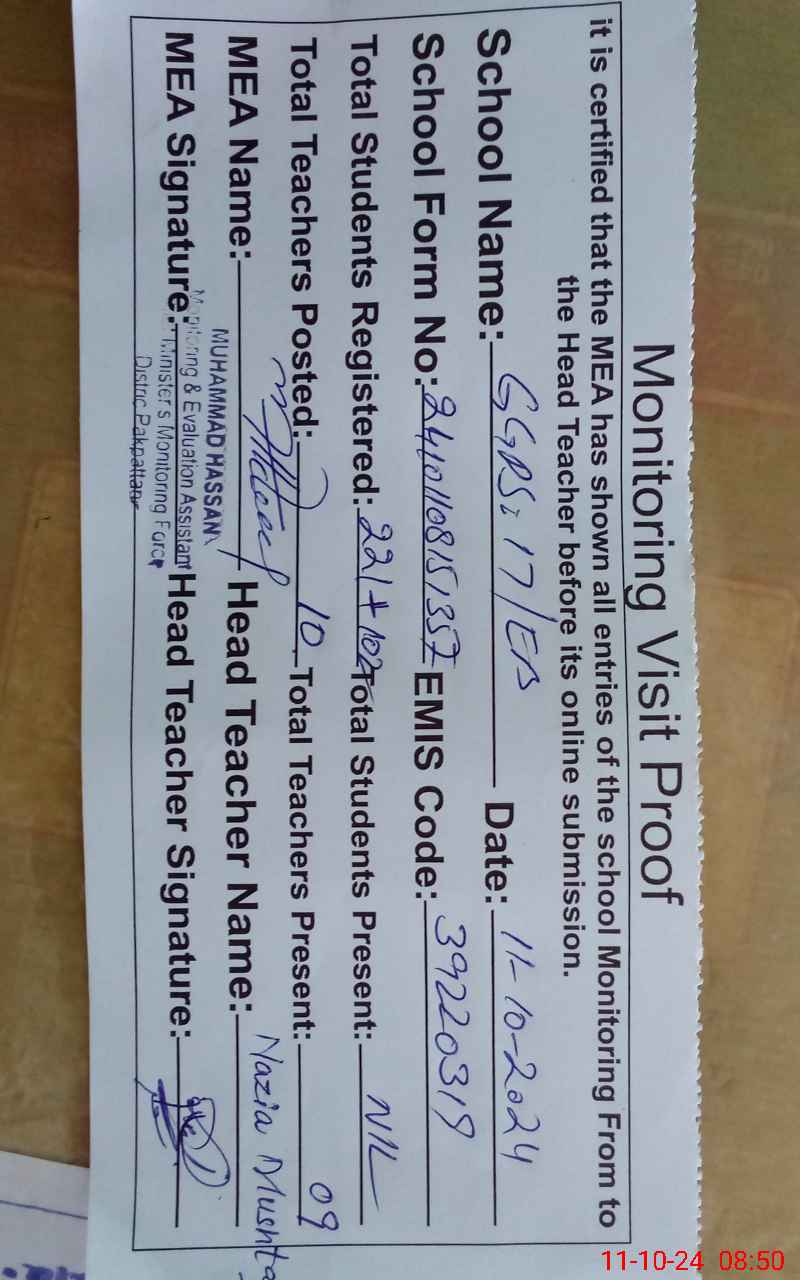 Monitoring Visit Proof
it is certified that the MEA has shown all entries of the school Monitoring From to
the Head Teacher before its online submission.
School Name: GGPS: 17/EB Date: 11-10-2024
School Form No: EMIS Code: 39220319
Total Students Registered: 221+102 Total Students Present: NIL
Total Teachers Posted: 10 Total Teachers Present: 09
MEA Name: Head Teacher Name: Nazia Mushta
MEA Signature: Head Teacher Signature:
MUHAMMAD HASSAN
Monitoring & Evaluation Assistant
Minister's Monitoring Force
District Pakpattan
11-10-24 08:50